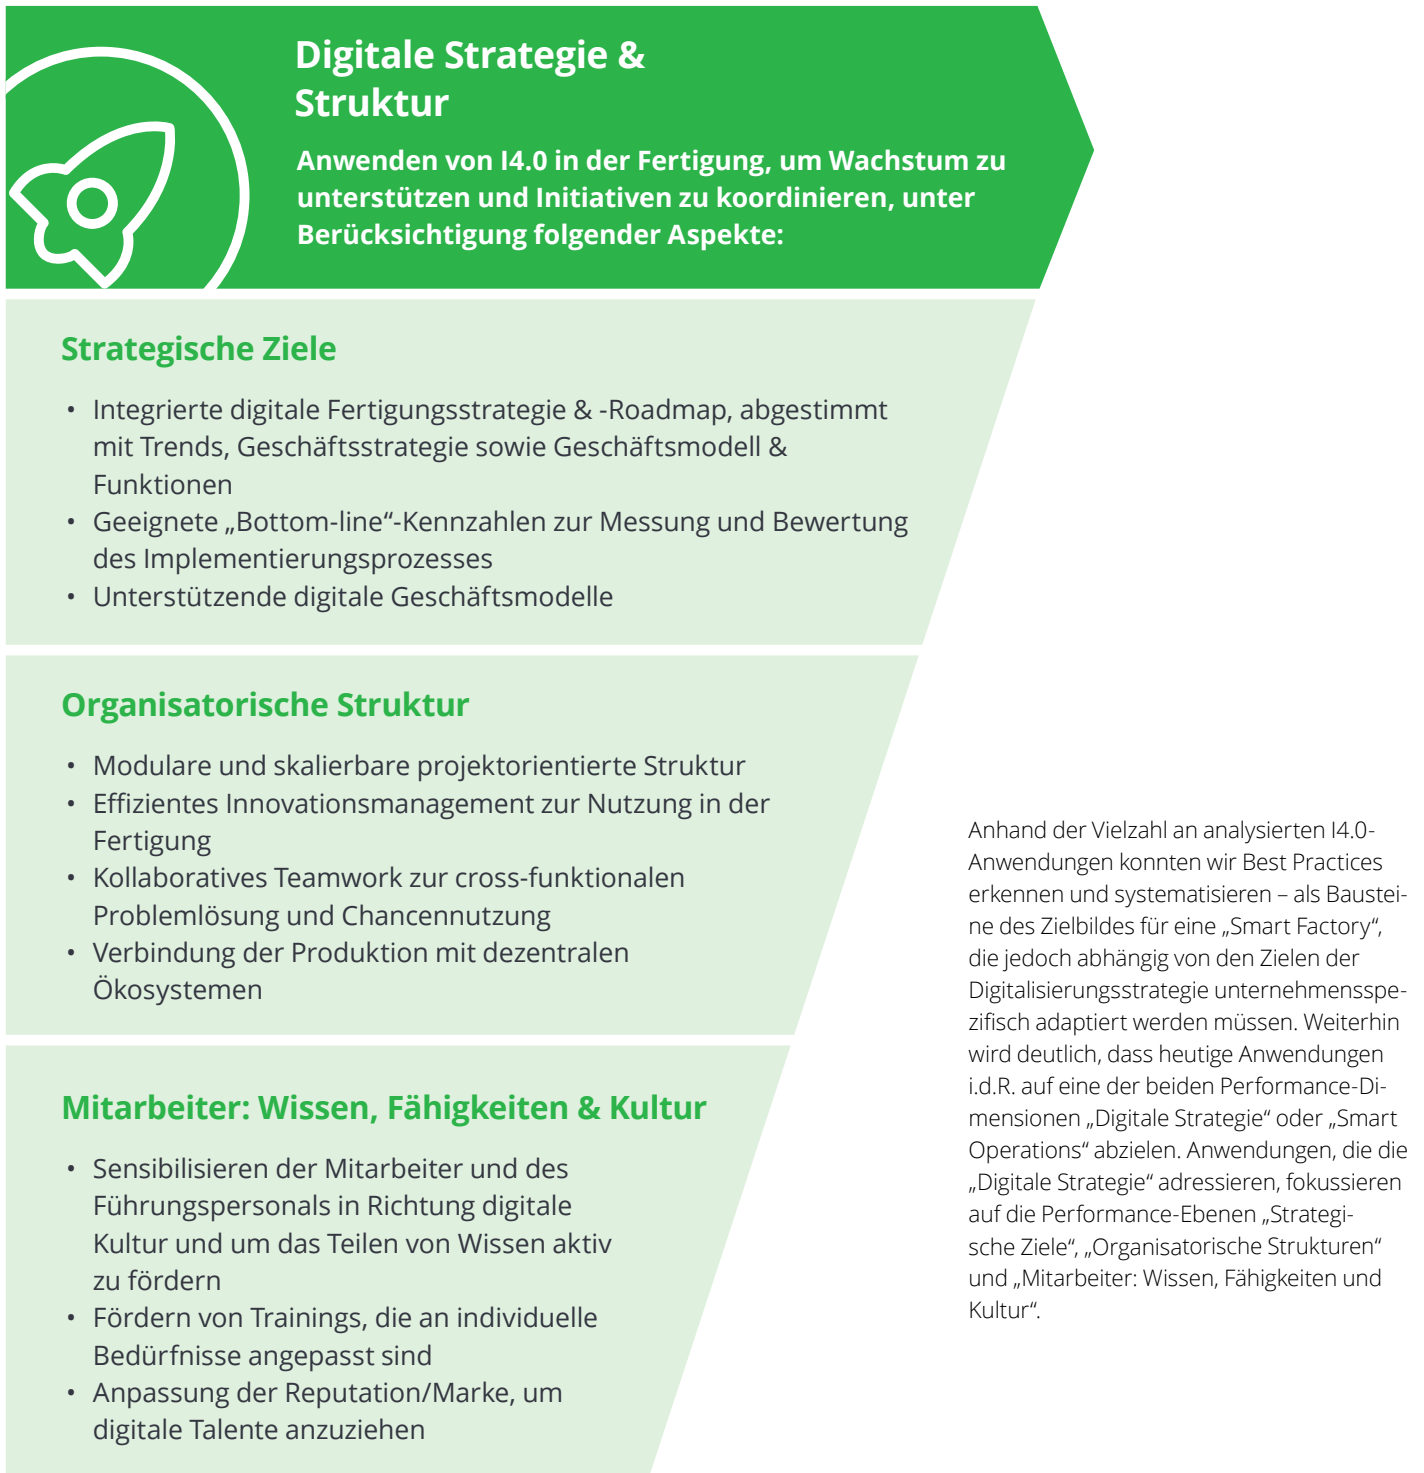 Digitale Strategie &
Struktur
Anwenden von I4.0 in der Fertigung, um Wachstum zu
unterstützen und Initiativen zu koordinieren, unter
Berücksichtigung folgender Aspekte:
Strategische Ziele
• Integrierte digitale Fertigungsstrategie & -Roadmap, abgestimmt
mit Trends, Geschäftsstrategie sowie Geschäftsmodell &
Funktionen
• Geeignete „Bottom-line“-Kennzahlen zur Messung und Bewertung
des Implementierungsprozesses
• Unterstützende digitale Geschäftsmodelle
Organisatorische Struktur
• Modulare und skalierbare projektorientierte Struktur
• Effizientes Innovationsmanagement zur Nutzung in der
Fertigung
• Kollaboratives Teamwork zur cross-funktionalen
Problemlösung und Chancennutzung
• Verbindung der Produktion mit dezentralen
Ökosystemen
Mitarbeiter: Wissen, Fähigkeiten & Kultur
• Sensibilisieren der Mitarbeiter und des
Führungspersonals in Richtung digitale
Kultur und um das Teilen von Wissen aktiv
zu fördern
• Fördern von Trainings, die an individuelle
Bedürfnisse angepasst sind
• Anpassung der Reputation/Marke, um
digitale Talente anzuziehen
Anhand der Vielzahl an analysierten I4.0-
Anwendungen konnten wir Best Practices
erkennen und systematisieren – als Baustei-
ne des Zielbildes für eine „Smart Factory“,
die jedoch abhängig von den Zielen der
Digitalisierungsstrategie unternehmensspe-
zifisch adaptiert werden müssen. Weiterhin
wird deutlich, dass heutige Anwendungen
i.d.R. auf eine der beiden Performance-Di-
mensionen „Digitale Strategie“ oder „Smart
Operations“ abzielen. Anwendungen, die die
„Digitale Strategie“ adressieren, fokussieren
auf die Performance-Ebenen „Strategi-
sche Ziele“, „Organisatorische Strukturen“
und „Mitarbeiter: Wissen, Fähigkeiten und
Kultur“.